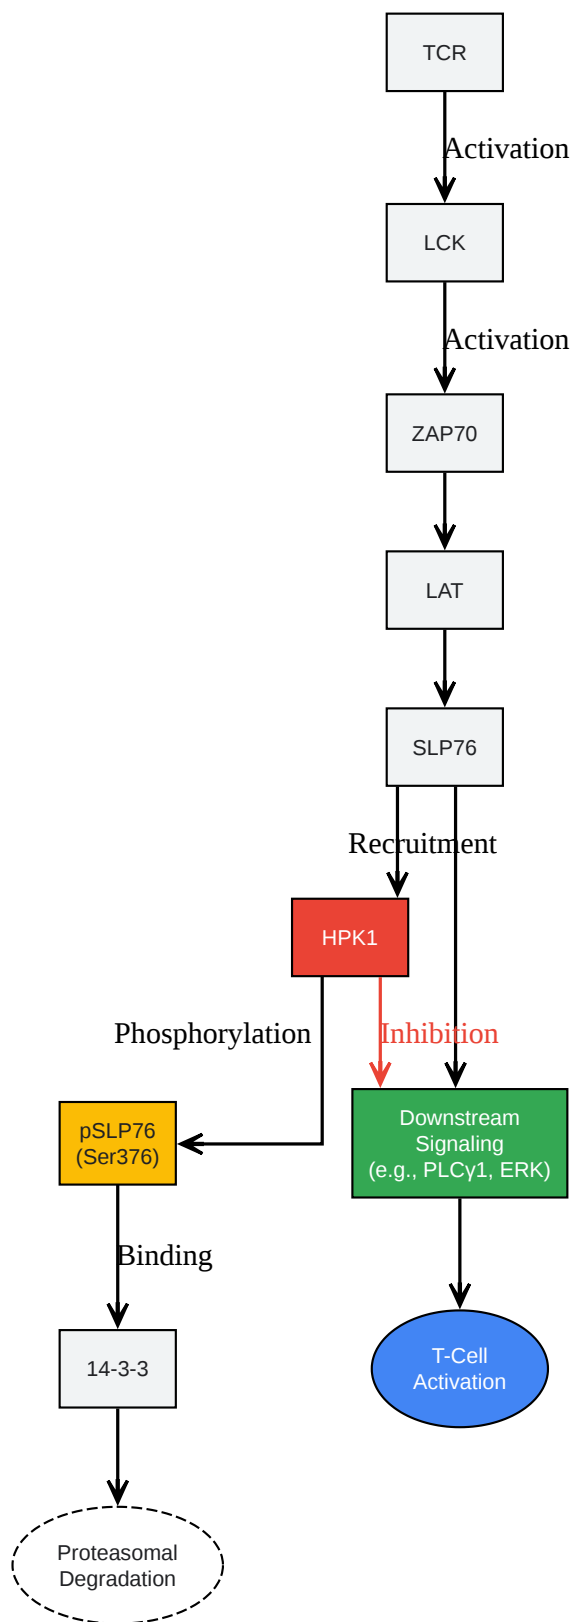 TCR
Activation
LCK
Activation
ZAP70
LAT
SLP76
Recruitment
HPK1
Phosphorylation
Inhibition
pSLP76
(Ser376)
Downstream
Signaling
(e.g., PLCγ1, ERK)
Binding
14-3-3
T-Cell
Activation
Proteasomal
Degradation